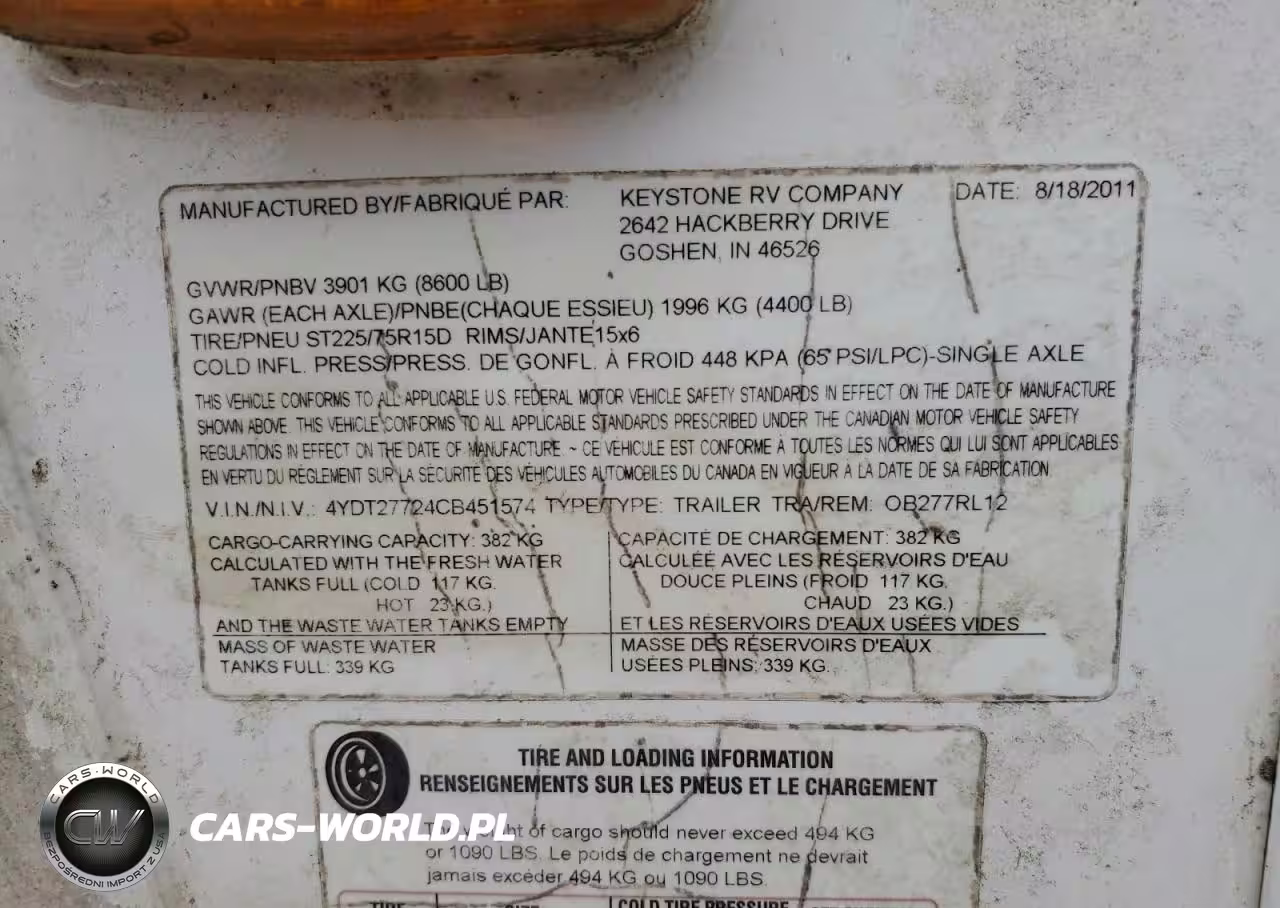 MANUFACTURED BY/FABRIQUÉ PAR: KEYSTONE RV COMPANY DATE: 8/18/2011
2642 HACKBERRY DRIVE
GOSHEN, IN 46526
GVWR/PNBV 3901 KG (8600 LB)
GAWR (EACH AXLE)/PNBE(CHAQUE ESSIEU) 1996 KG (4400 LB)
TIRE/PNEU ST225/75R15D RIMS/JANTE 15x6
COLD INFL. PRESS/PRESS. DE GONFL. À FROID 448 KPA (65 PSI/LPC)-SINGLE AXLE
THIS VEHICLE CONFORMS TO ALL APPLICABLE U.S. FEDERAL MOTOR VEHICLE SAFETY STANDARDS IN EFFECT ON THE DATE OF MANUFACTURE
SHOWN ABOVE. THIS VEHICLE CONFORMS TO ALL APPLICABLE STANDARDS PRESCRIBED UNDER THE CANADIAN MOTOR VEHICLE SAFETY
REGULATIONS IN EFFECT ON THE DATE OF MANUFACTURE. ~ CE VÉHICULE EST CONFORME À TOUTES LES NORMES QUI LUI SONT APPLICABLES
EN VERTU DU RÉGLEMENT SUR LA SÉCURITÉ DES VÉHICULES AUTOMOBILES DU CANADA EN VIGUEUR À LA DATE DE SA FABRICATION
V.I.N./N.I.V.: 4YDT27724CB451574 TYPE/TYPE: TRAILER TRA/REM: OB277RL12
CARGO-CARRYING CAPACITY: 382 KG
CALCULATED WITH THE FRESH WATER
TANKS FULL (COLD 117 KG.
HOT 23 KG.)
AND THE WASTE WATER TANKS EMPTY
MASS OF WASTE WATER
TANKS FULL: 339 KG
CAPACITÉ DE CHARGEMENT: 382 KG
CALCULÉE AVEC LES RÉSERVOIRS D'EAU
DOUCE PLEINS (FROID 117 KG.
CHAUD 23 KG.)
ET LES RÉSERVOIRS D'EAUX USÉES VIDES
MASSE DES RÉSERVOIRS D'EAUX
USÉES PLEINS: 339 KG.
TIRE AND LOADING INFORMATION
RENSEIGNEMENTS SUR LES PNEUS ET LE CHARGEMENT
of cargo should never exceed 494 KG
or 1090 LBS. Le poids de chargement ne devrait
jamais excéder 494 KG ou 1090 LBS.
COLD TIRE PRESSURE
CARS-WORLD
CW
BEZPOŚREDNI IMPORT Z USA
CARS-WORLD.PL